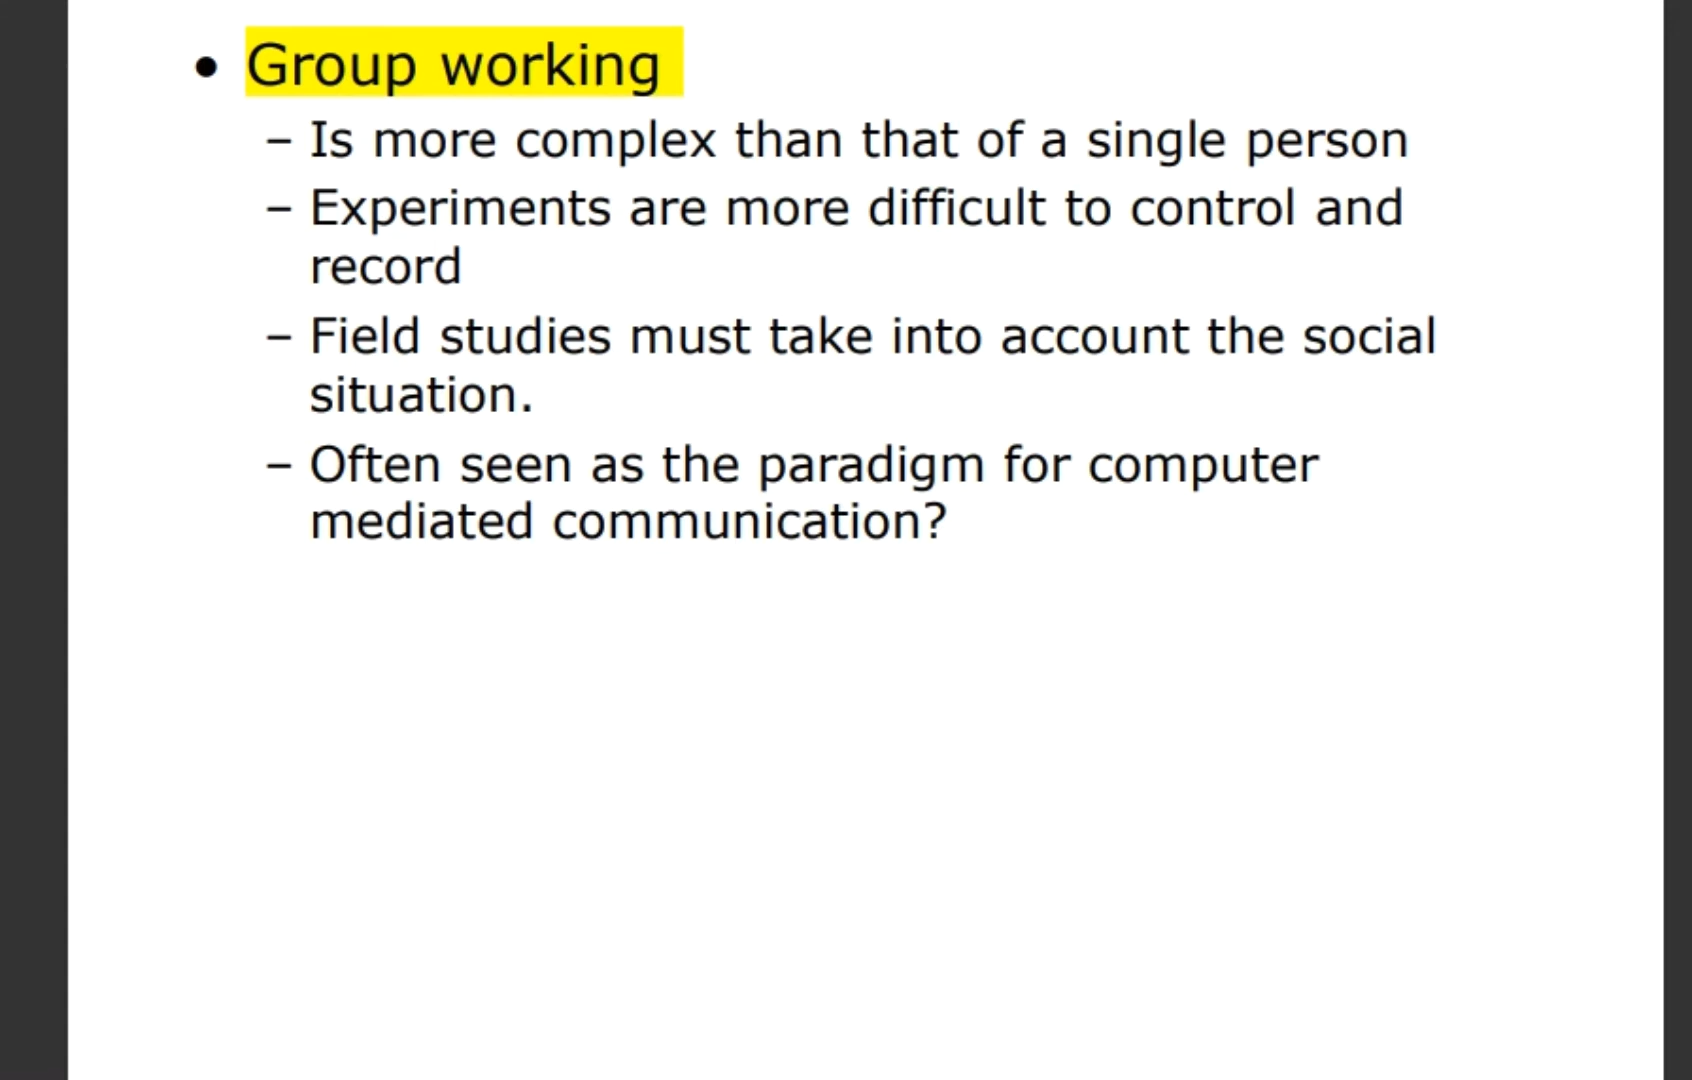 • Group working
– Is more complex than that of a single person
– Experiments are more difficult to control and
record
– Field studies must take into account the social
situation.
– Often seen as the paradigm for computer
mediated communication?